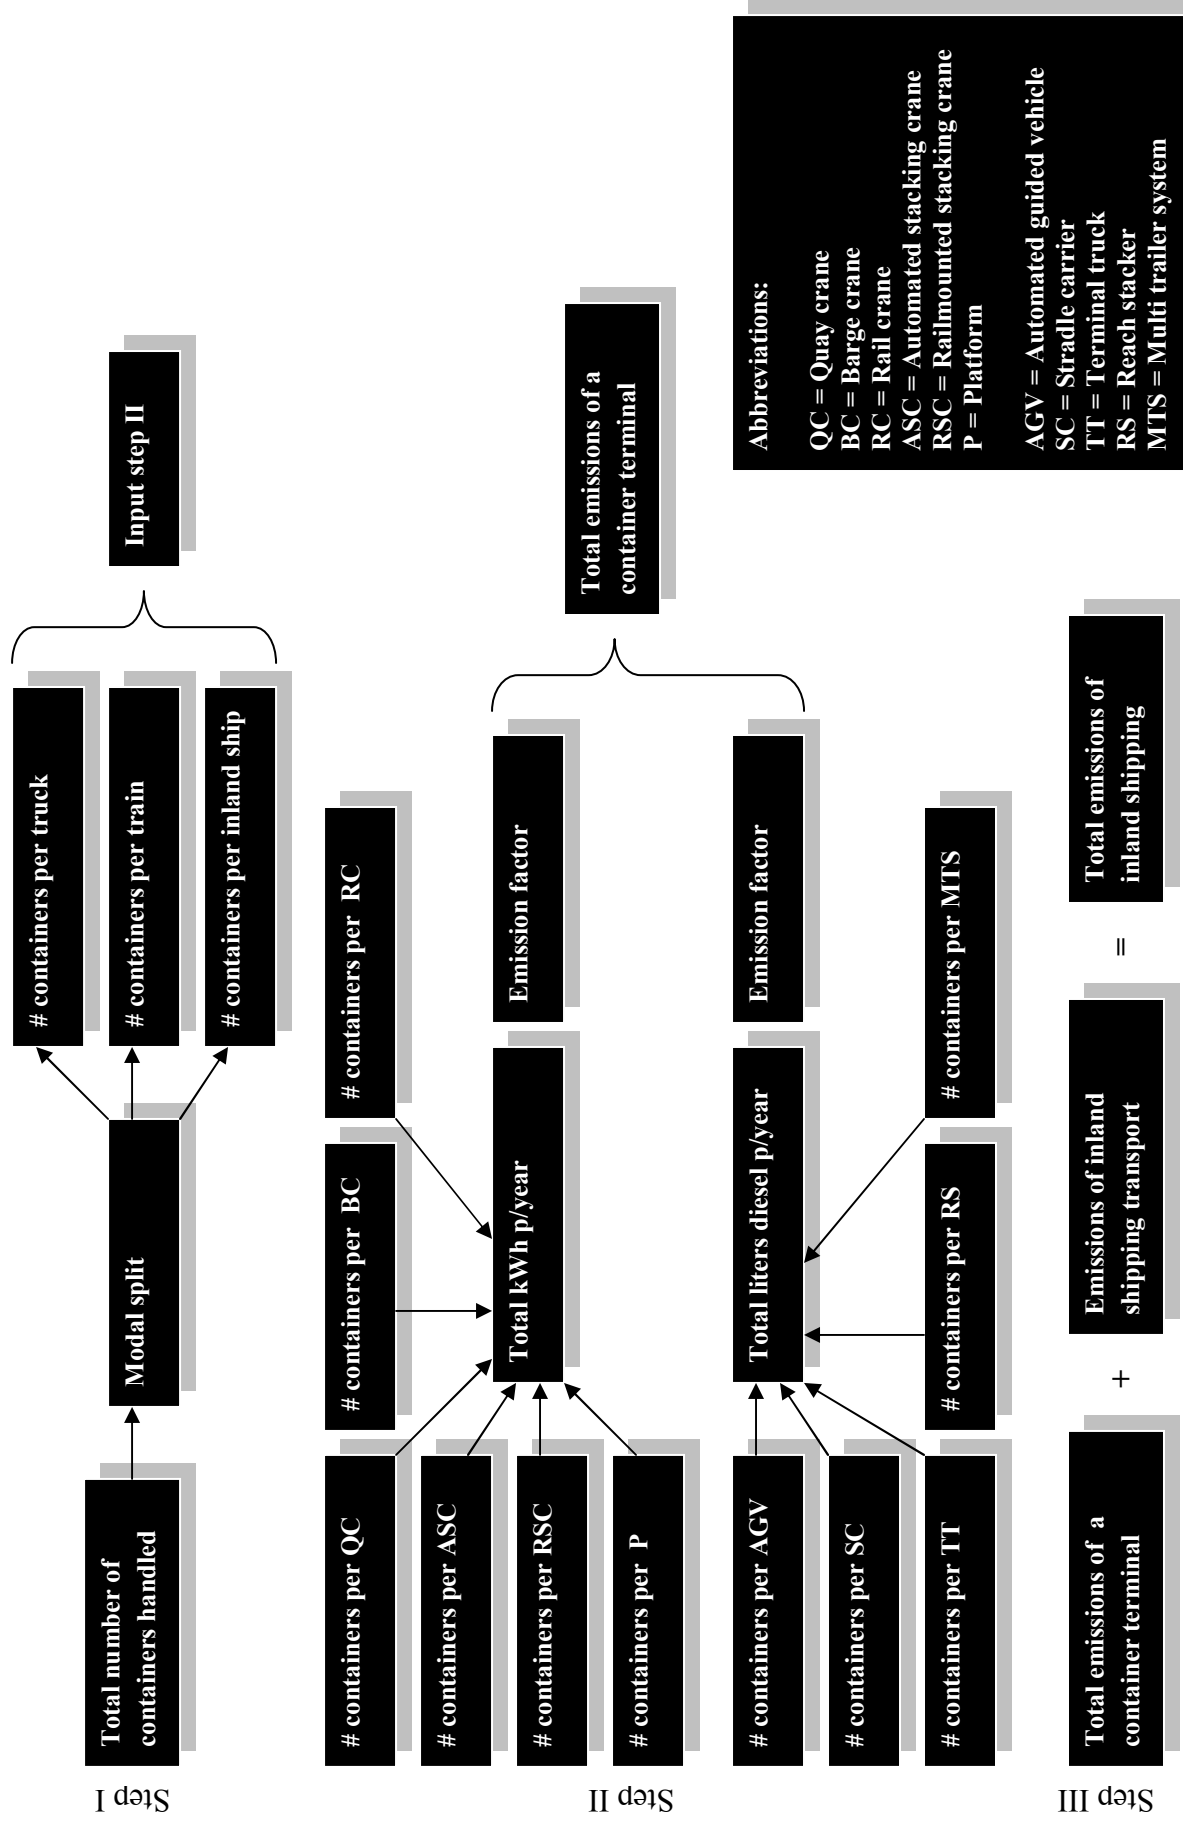 Step I
Total number of
containers handled
Modal split
# containers per truck
# containers per train
# containers per inland ship
Input step II
Step II
# containers per QC
# containers per BC
# containers per  RC
# containers per ASC
# containers per RSC
# containers per  P
Total kWh p/year
Emission factor
Total emissions of a
container terminal
# containers per AGV
# containers per SC
# containers per TT
# containers per RS
# containers per MTS
Total liters diesel p/year
Emission factor
Step III
Total emissions of  a
container terminal
+
Emissions of inland
shipping transport
=
Total emissions of
inland shipping
Abbreviations:
QC = Quay crane
BC = Barge crane
RC = Rail crane
ASC = Automated stacking crane
RSC = Railmounted stacking crane
P = Platform
AGV = Automated guided vehicle
SC = Stradle carrier
TT = Terminal truck
RS = Reach stacker
MTS = Multi trailer system